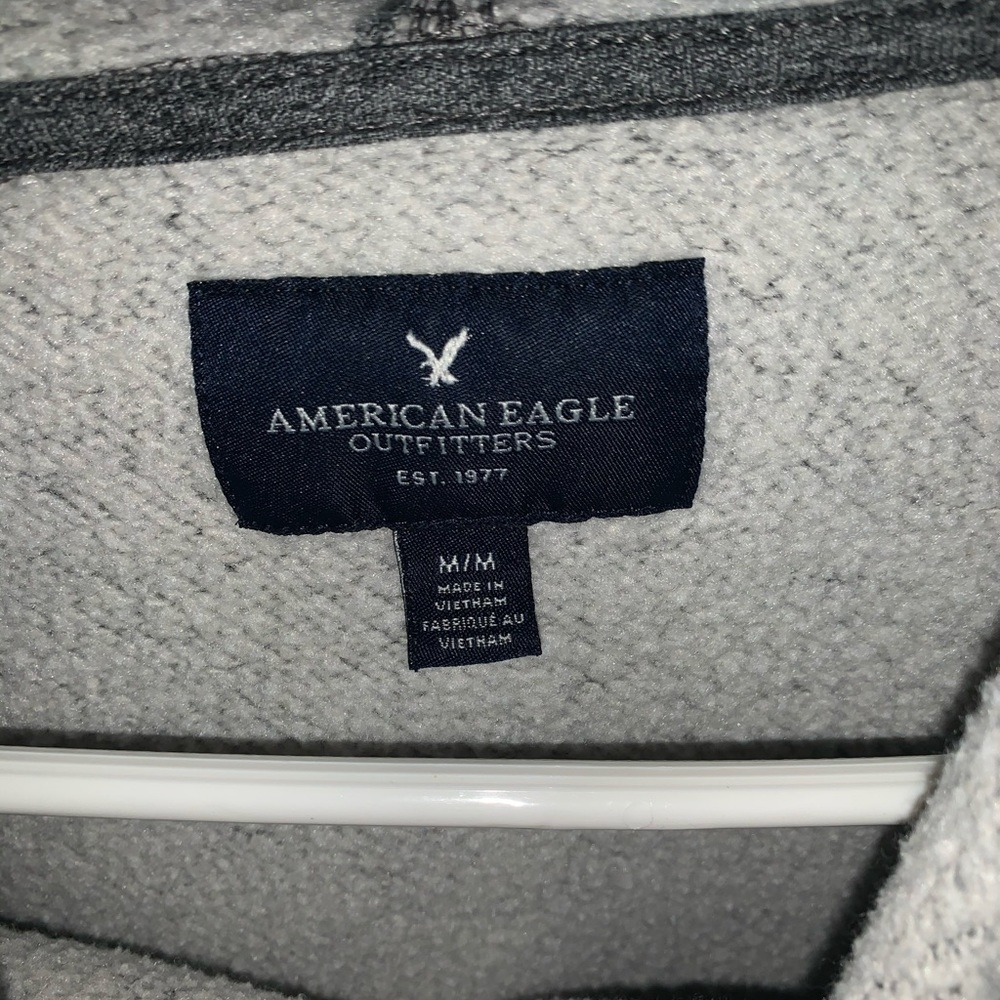 AMERICAN EAGLE
OUTFITTERS
EST. 1977
M/M
MADE IN
VIETNAM
FABRIQUÉ AU
VIETNAM